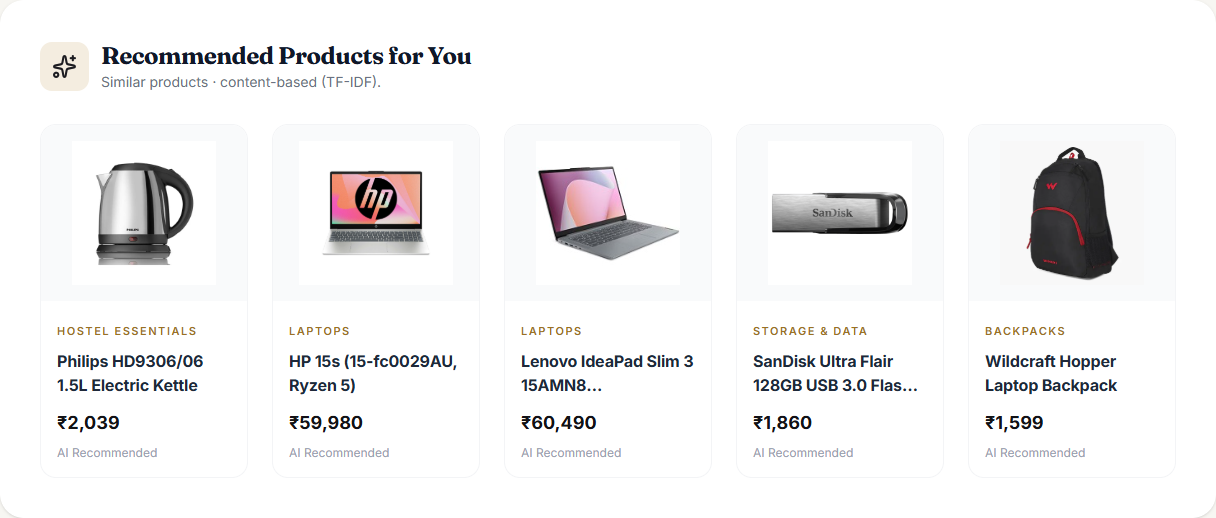 Recommended Products for You
Similar products · content-based (TF-IDF).
PHILIPS
hp
SanDisk
HOSTEL ESSENTIALS
Philips HD9306/06
1.5L Electric Kettle
₹2,039
AI Recommended
LAPTOPS
HP 15s (15-fc0029AU,
Ryzen 5)
₹59,980
AI Recommended
LAPTOPS
Lenovo IdeaPad Slim 3
15AMN8...
₹60,490
AI Recommended
STORAGE & DATA
SanDisk Ultra Flair
128GB USB 3.0 Flas...
₹1,860
AI Recommended
BACKPACKS
Wildcraft Hopper
Laptop Backpack
₹1,599
AI Recommended